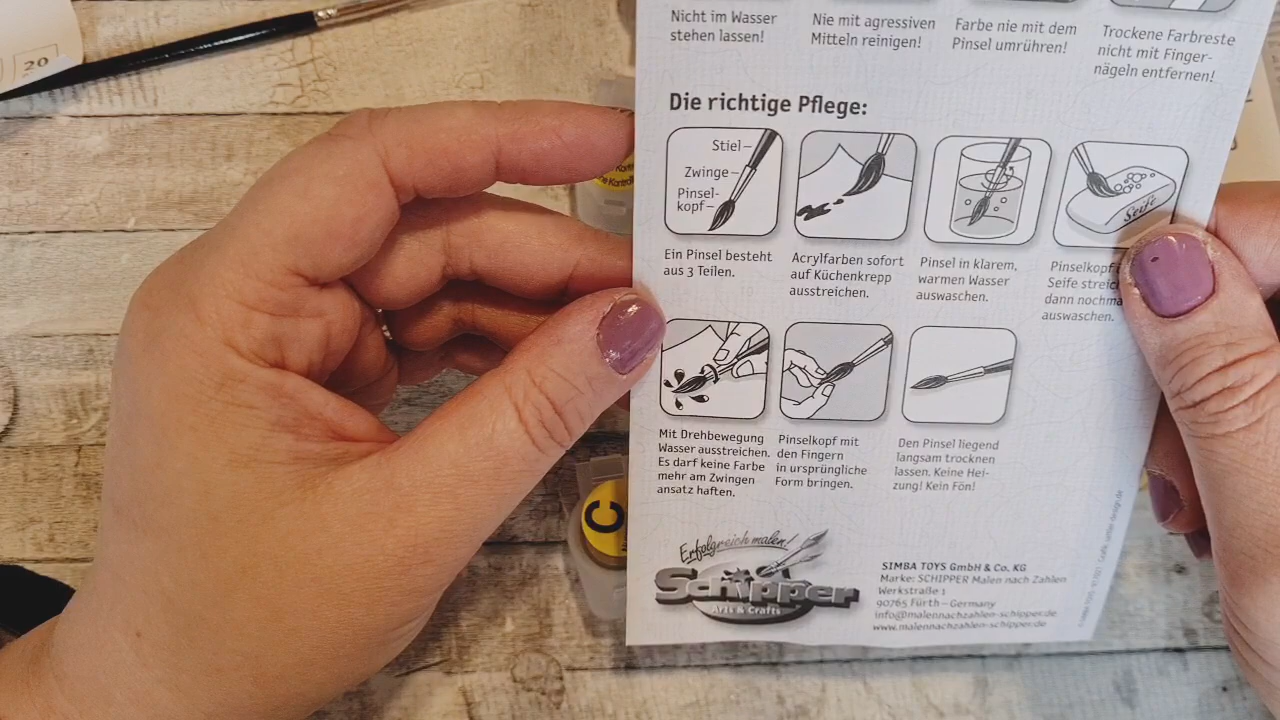 20
Nicht im Wasser
stehen lassen!
Nie mit agressiven
Mitteln reinigen!
Farbe nie mit dem
Pinsel umrühren!
Trockene Farbreste
nicht mit Finger-
nägeln entfernen!
Die richtige Pflege:
Stiel
Zwinge
Pinsel-
kopf
Seife
Ein Pinsel besteht
aus 3 Teilen.
Acrylfarben sofort
auf Küchenkrepp
ausstreichen.
Pinsel in klarem,
warmen Wasser
auswaschen.
Pinselkopf
Seife streic
dann nochma
auswaschen.
Mit Drehbewegung
Wasser ausstreichen.
Es darf keine Farbe
mehr am Zwingen
ansatz haften.
Pinselkopf mit
den Fingern
in ursprüngliche
Form bringen.
Den Pinsel liegend
langsam trocknen
lassen. Keine Hei-
zung! Kein Fön!
C
Erfolgreich malen!
Schipper
Arts & Crafts
SIMBA TOYS GmbH & Co. KG
Marke: SCHIPPER Malen nach Zahlen
Werkstraße 1
90765 Fürth – Germany
info@malennachzahlen-schipper.de
www.malennachzahlen-schipper.de